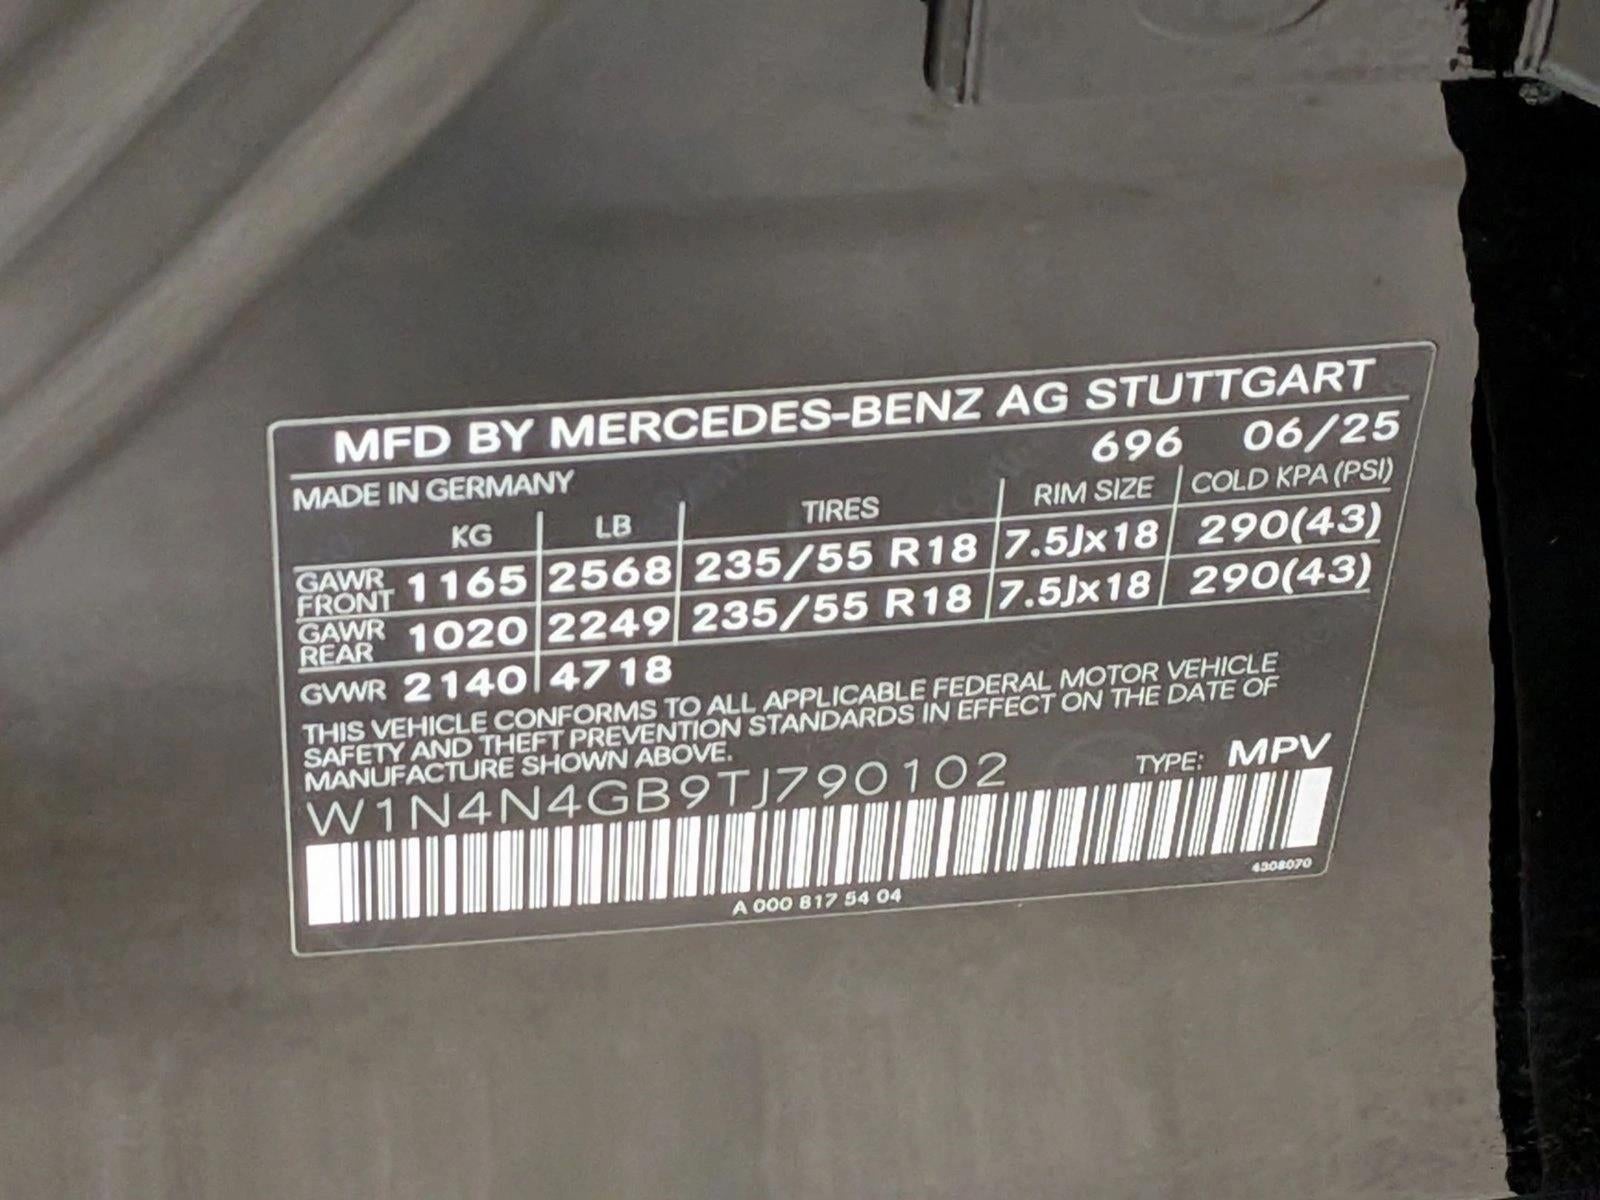 MFD BY MERCEDES-BENZ AG STUTTGART
MADE IN GERMANY 696 06/25
KG LB TIRES RIM SIZE COLD KPA (PSI)
GAWR FRONT 1165 2568 235/55 R18 7.5Jx18 290(43)
GAWR REAR 1020 2249 235/55 R18 7.5Jx18 290(43)
GVWR 2140 4718
THIS VEHICLE CONFORMS TO ALL APPLICABLE FEDERAL MOTOR VEHICLE
SAFETY AND THEFT PREVENTION STANDARDS IN EFFECT ON THE DATE OF
MANUFACTURE SHOWN ABOVE.
W1N4N4GB9TJ790102 TYPE: MPV
A 000 817 54 04 4308070